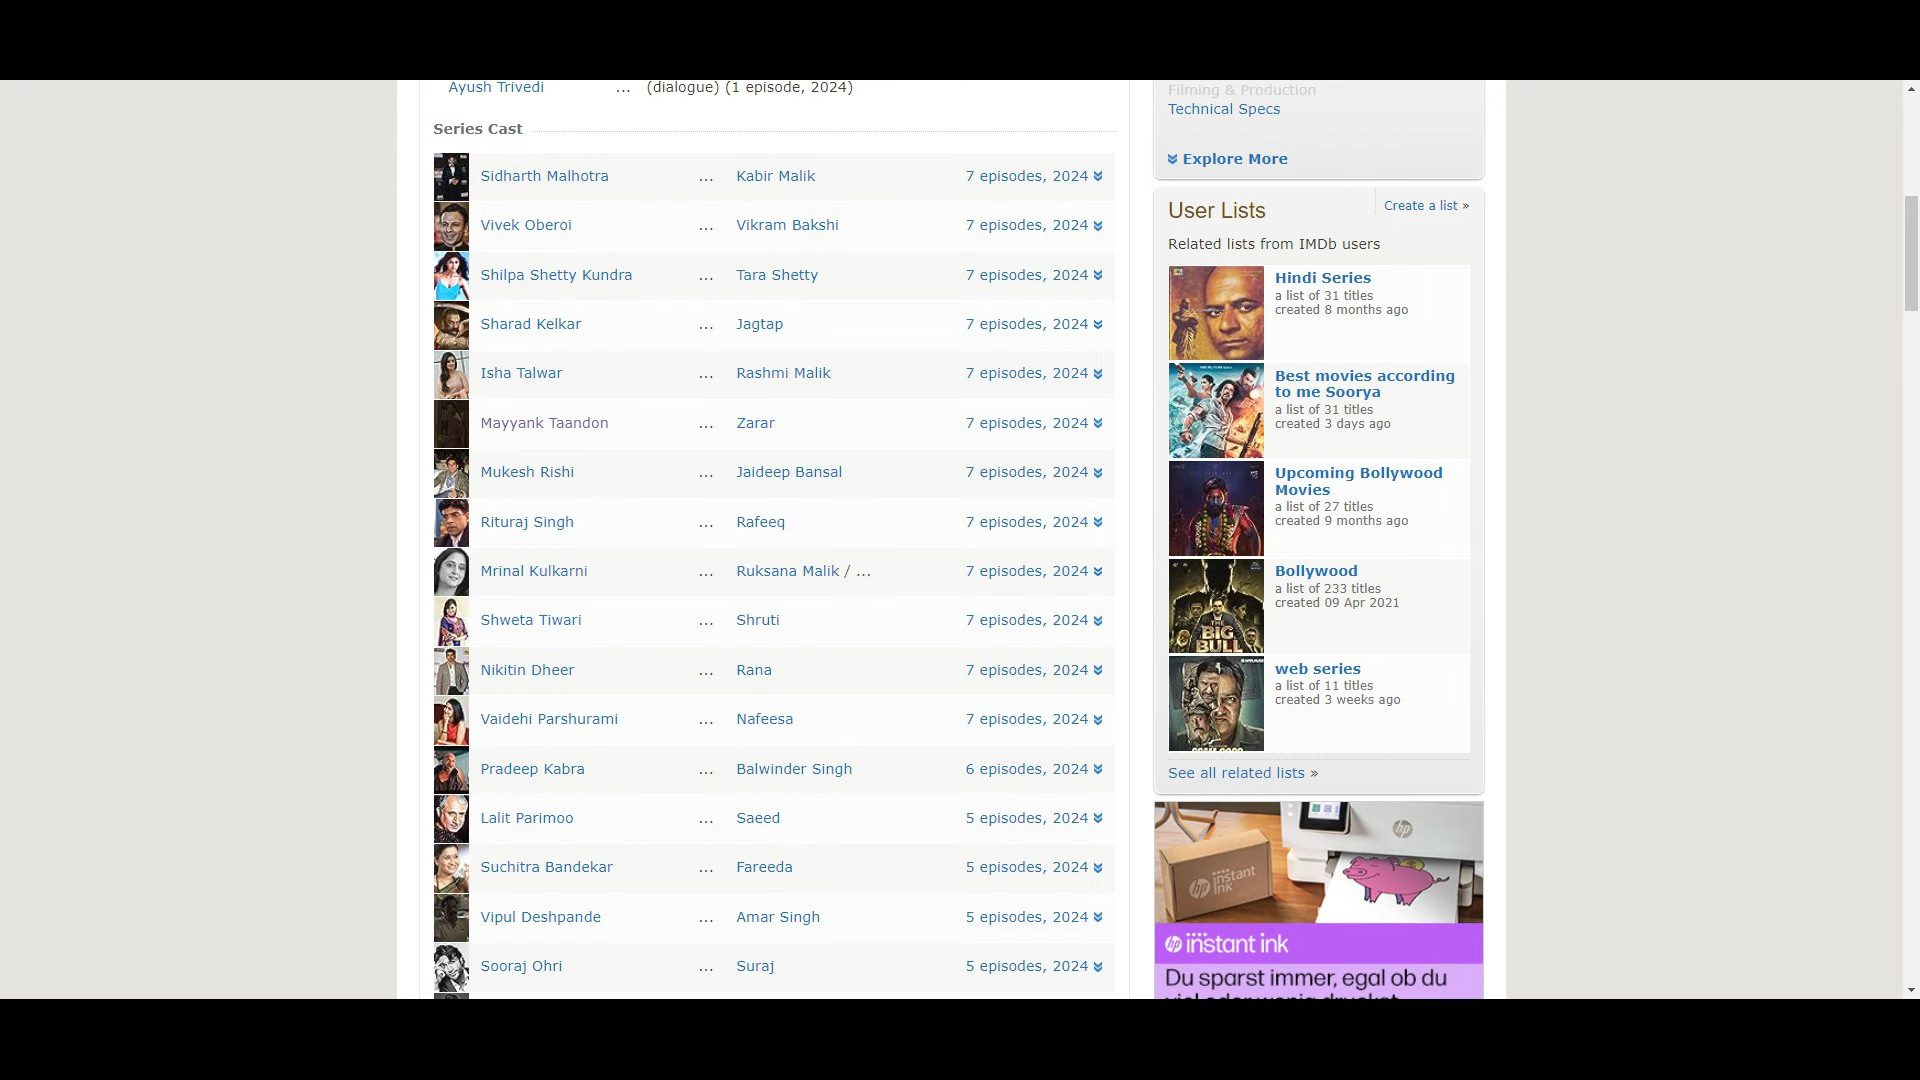 Ayush Trivedi ... (dialogue) (1 episode, 2024)
Series Cast
Sidharth Malhotra ... Kabir Malik 7 episodes, 2024
Vivek Oberoi ... Vikram Bakshi 7 episodes, 2024
Shilpa Shetty Kundra ... Tara Shetty 7 episodes, 2024
Sharad Kelkar ... Jagtap 7 episodes, 2024
Isha Talwar ... Rashmi Malik 7 episodes, 2024
Mayyank Taandon ... Zarar 7 episodes, 2024
Mukesh Rishi ... Jaideep Bansal 7 episodes, 2024
Rituraj Singh ... Rafeeq 7 episodes, 2024
Mrinal Kulkarni ... Ruksana Malik / ... 7 episodes, 2024
Shweta Tiwari ... Shruti 7 episodes, 2024
Nikitin Dheer ... Rana 7 episodes, 2024
Vaidehi Parshurami ... Nafeesa 7 episodes, 2024
Pradeep Kabra ... Balwinder Singh 6 episodes, 2024
Lalit Parimoo ... Saeed 5 episodes, 2024
Suchitra Bandekar ... Fareeda 5 episodes, 2024
Vipul Deshpande ... Amar Singh 5 episodes, 2024
Sooraj Ohri ... Suraj 5 episodes, 2024
Filming & Production
Technical Specs
Explore More
User Lists
Create a list »
Related lists from IMDb users
Hindi Series
a list of 31 titles
created 8 months ago
Best movies according
to me Soorya
a list of 31 titles
created 3 days ago
Upcoming Bollywood
Movies
a list of 27 titles
created 9 months ago
Bollywood
a list of 233 titles
created 09 Apr 2021
THE
BIG
BULL
web series
a list of 11 titles
created 3 weeks ago
See all related lists »
hp
hp instant
ink
hp instant ink
Du sparst immer, egal ob du